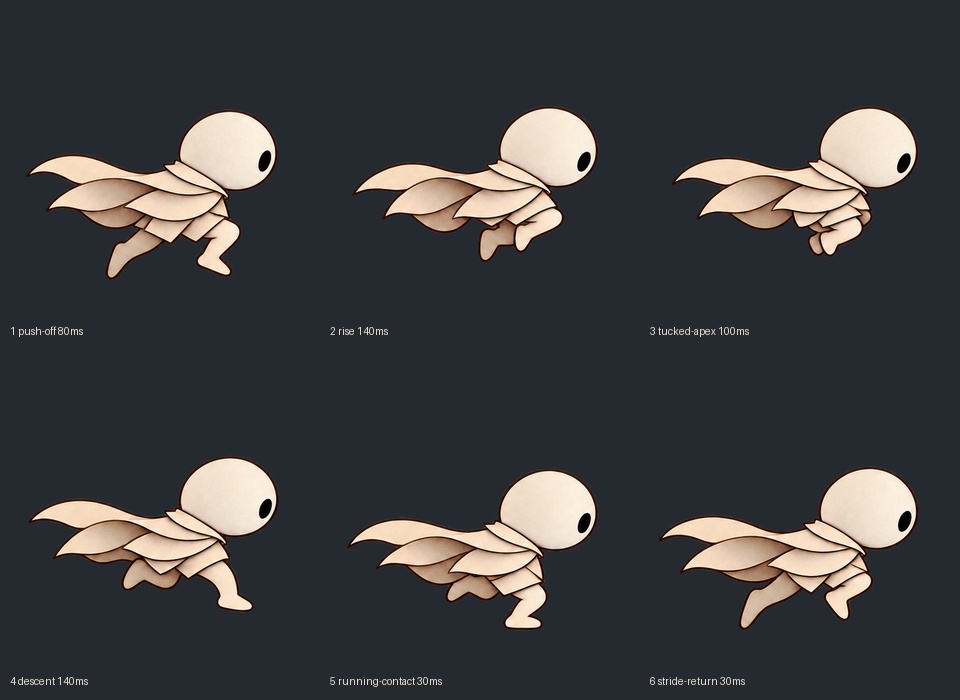 1 push-off 80ms
2 rise 140ms
3 tucked-apex 100ms
4 descent 140ms
5 running-contact 30ms
6 stride-return 30ms